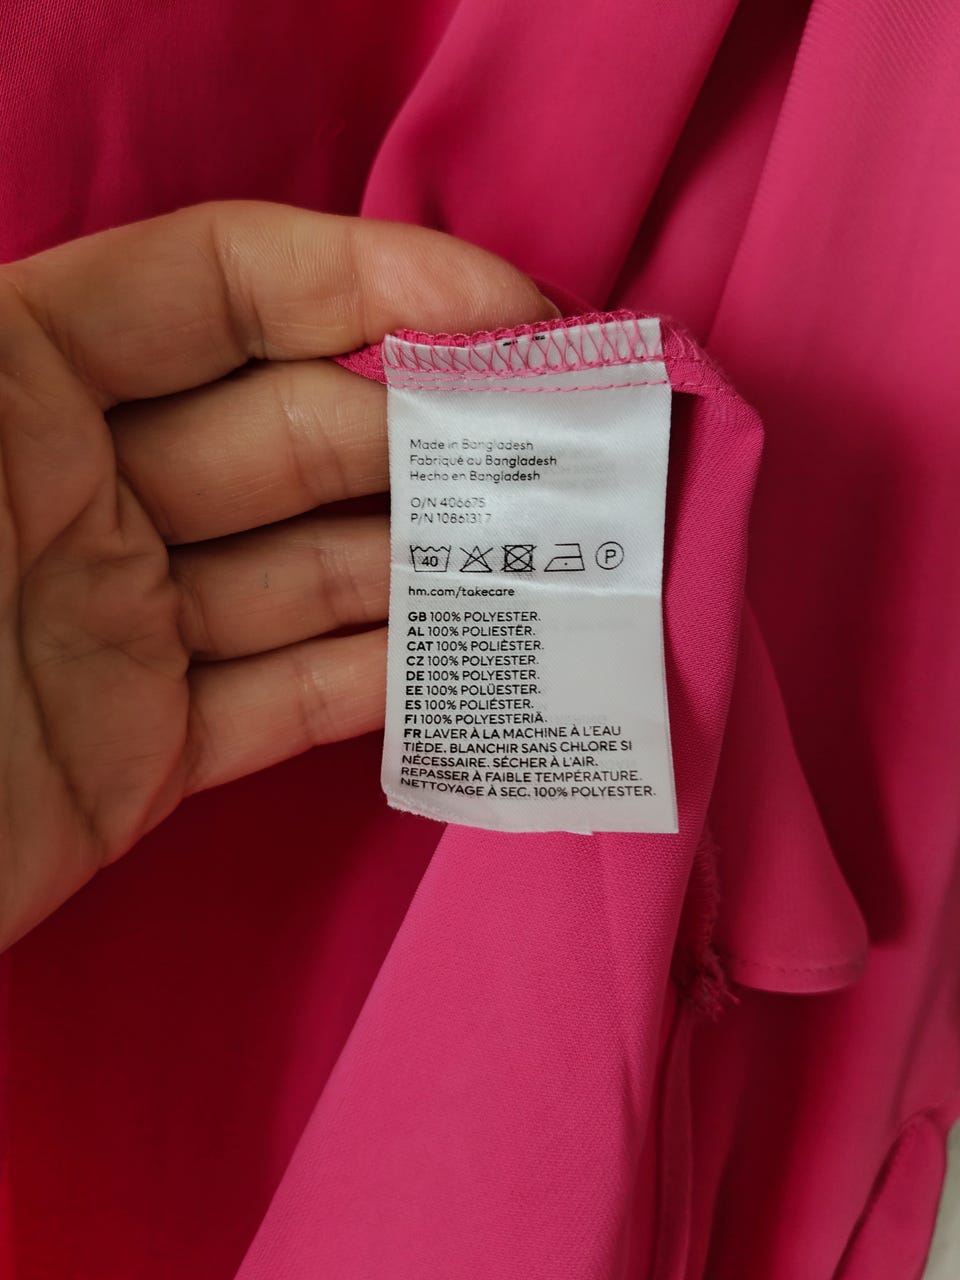 Made in Bangladesh
Fabriqué au Bangladesh
Hecho en Bangladesh
O/N 406675
P/N 1086131 7
40
P
hm.com/takecare
GB 100% POLYESTER.
AL 100% POLIESTËR.
CAT 100% POLIÈSTER.
CZ 100% POLYESTER.
DE 100% POLYESTER.
EE 100% POLÜESTER.
ES 100% POLIÉSTER.
FI 100% POLYESTERIÄ.
FR LAVER À LA MACHINE À L'EAU
TIÈDE. BLANCHIR SANS CHLORE SI
NÉCESSAIRE. SÉCHER À L'AIR.
REPASSER À FAIBLE TEMPÉRATURE.
NETTOYAGE À SEC. 100% POLYESTER.